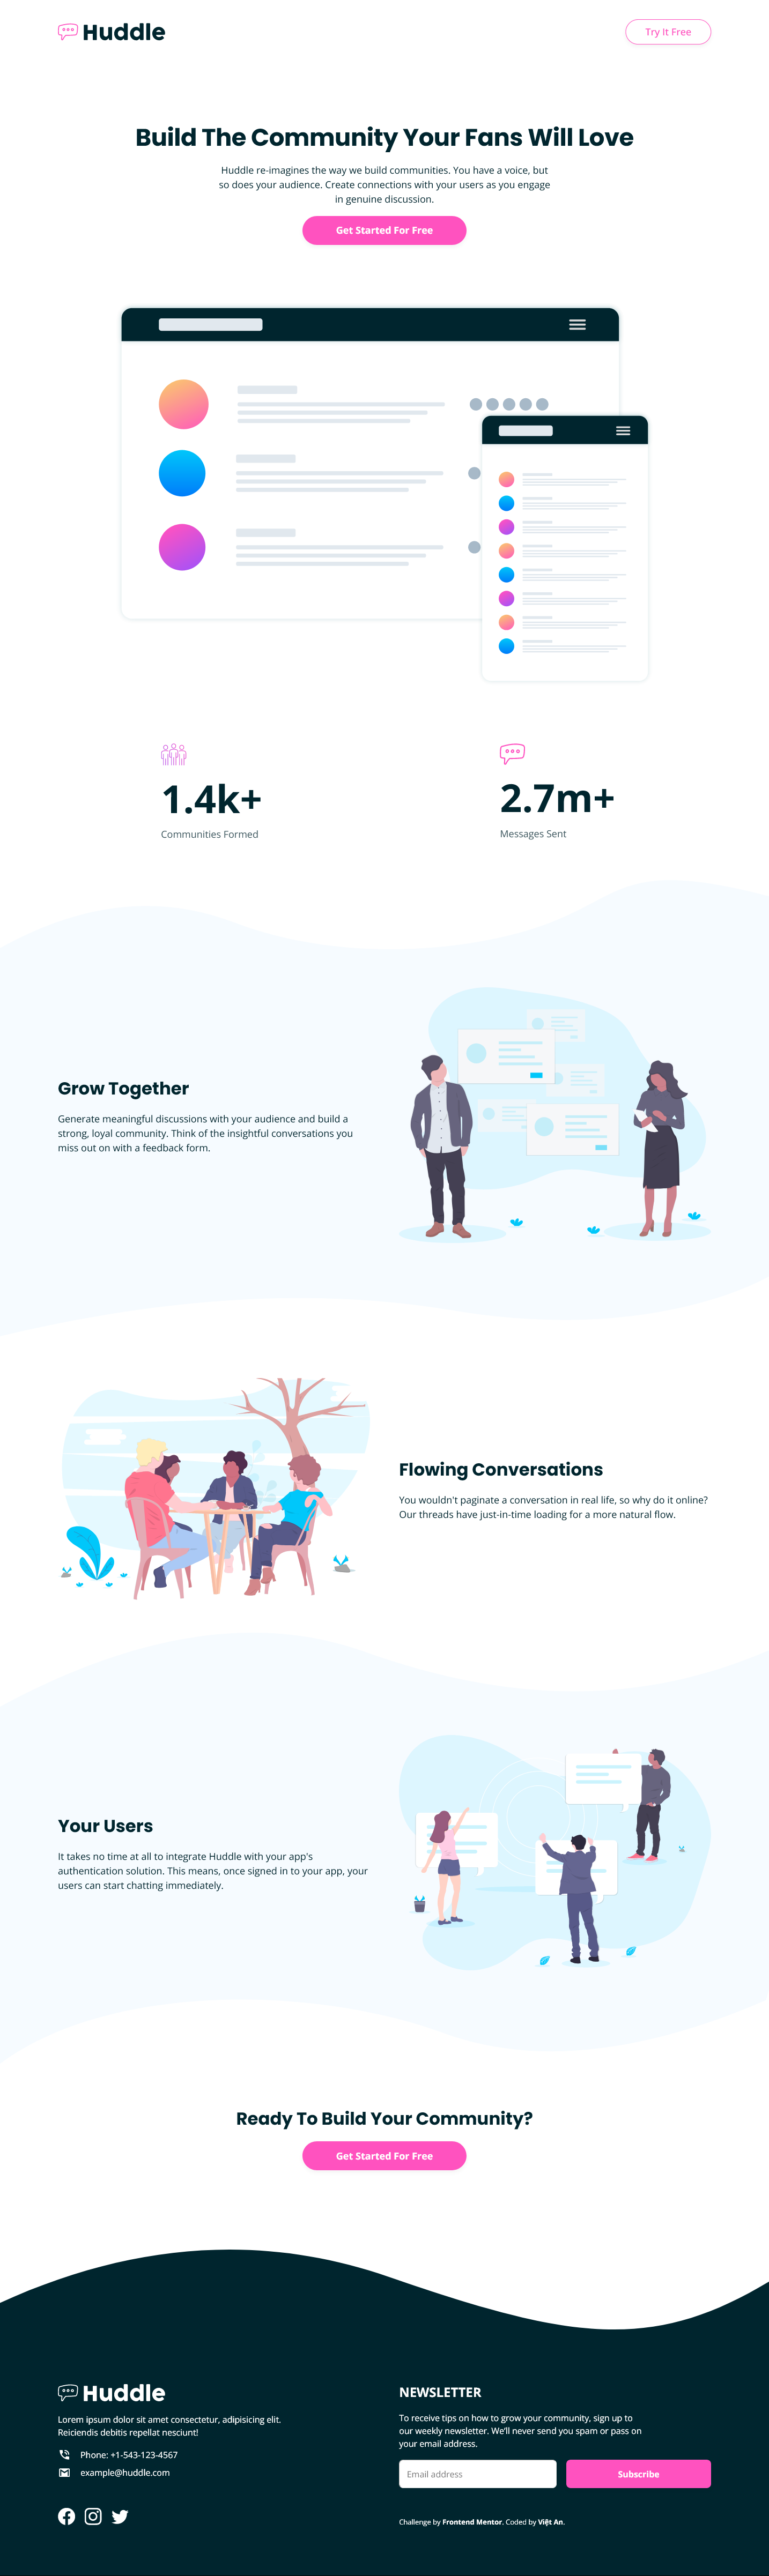 Huddle
Try It Free
Build The Community Your Fans Will Love
Huddle re-imagines the way we build communities. You have a voice, but
so does your audience. Create connections with your users as you engage
in genuine discussion.
Get Started For Free
1.4k+
Communities Formed
2.7m+
Messages Sent
Grow Together
Generate meaningful discussions with your audience and build a
strong, loyal community. Think of the insightful conversations you
miss out on with a feedback form.
Flowing Conversations
You wouldn't paginate a conversation in real life, so why do it online?
Our threads have just-in-time loading for a more natural flow.
Your Users
It takes no time at all to integrate Huddle with your app's
authentication solution. This means, once signed in to your app, your
users can start chatting immediately.
Ready To Build Your Community?
Get Started For Free
Huddle
Lorem ipsum dolor sit amet consectetur, adipisicing elit.
Reiciendis debitis repellat nesciunt!
Phone: +1-543-123-4567
example@huddle.com
NEWSLETTER
To receive tips on how to grow your community, sign up to
our weekly newsletter. We'll never send you spam or pass on
your email address.
Email address
Subscribe
Challenge by Frontend Mentor. Coded by Việt An.